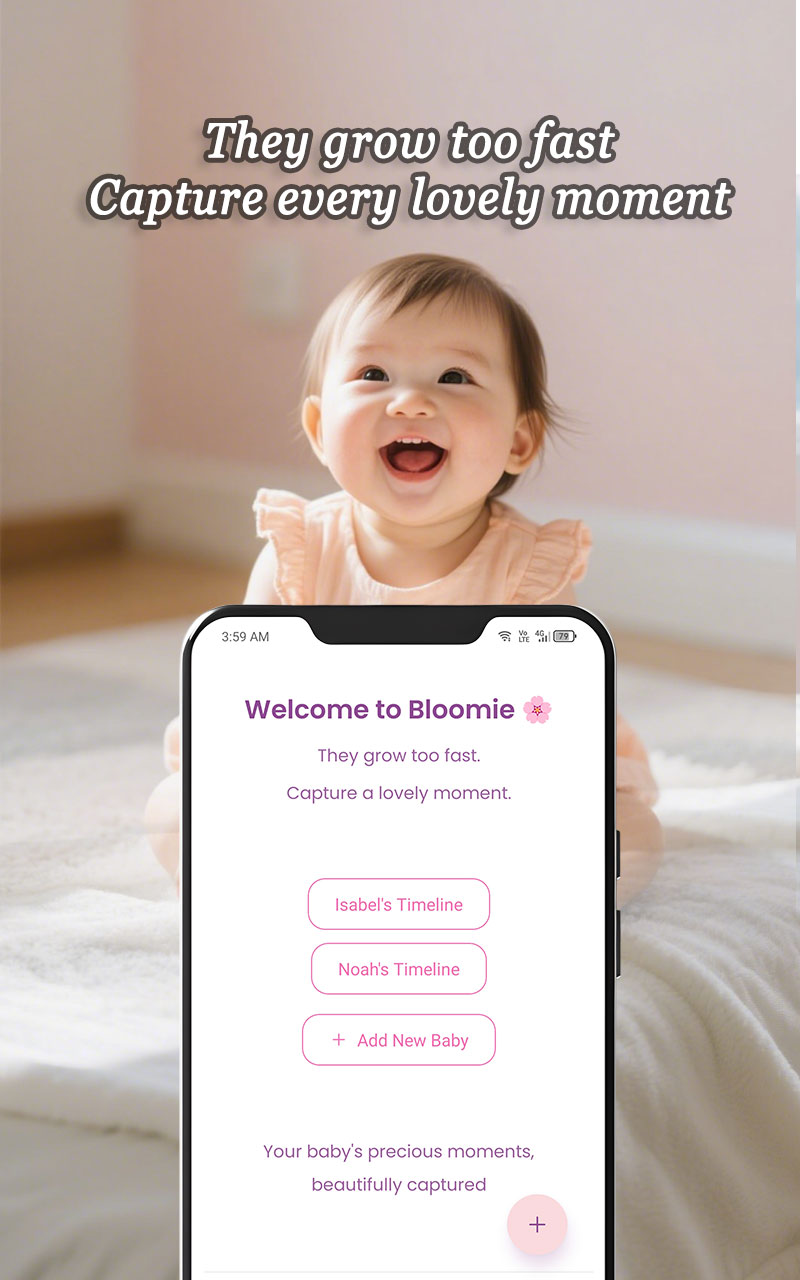 They grow too fast
Capture every lovely moment
3:59 AM
Vo LTE 4G 79
Welcome to Bloomie 🌸
They grow too fast.
Capture a lovely moment.
Isabel's Timeline
Noah's Timeline
+ Add New Baby
Your baby's precious moments,
beautifully captured
+